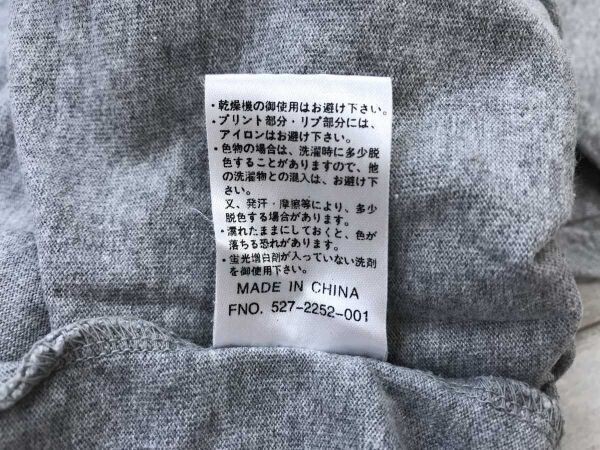 ・乾燥機の御使用はお避け下さい。
・プリント部分・リブ部分には、
アイロンはお避け下さい。
・色物の場合は、洗濯時に多少脱
色することがありますので、他
の洗濯物との混入は、お避け下
さい。
又、発汗・摩擦等により、多少
脱色する場合があります。
・濡れたままにしておくと、色が
落ちる恐れがあります。
・蛍光増白剤が入っていない洗剤
を御使用下さい。
MADE IN CHINA
FNO. 527-2252-001